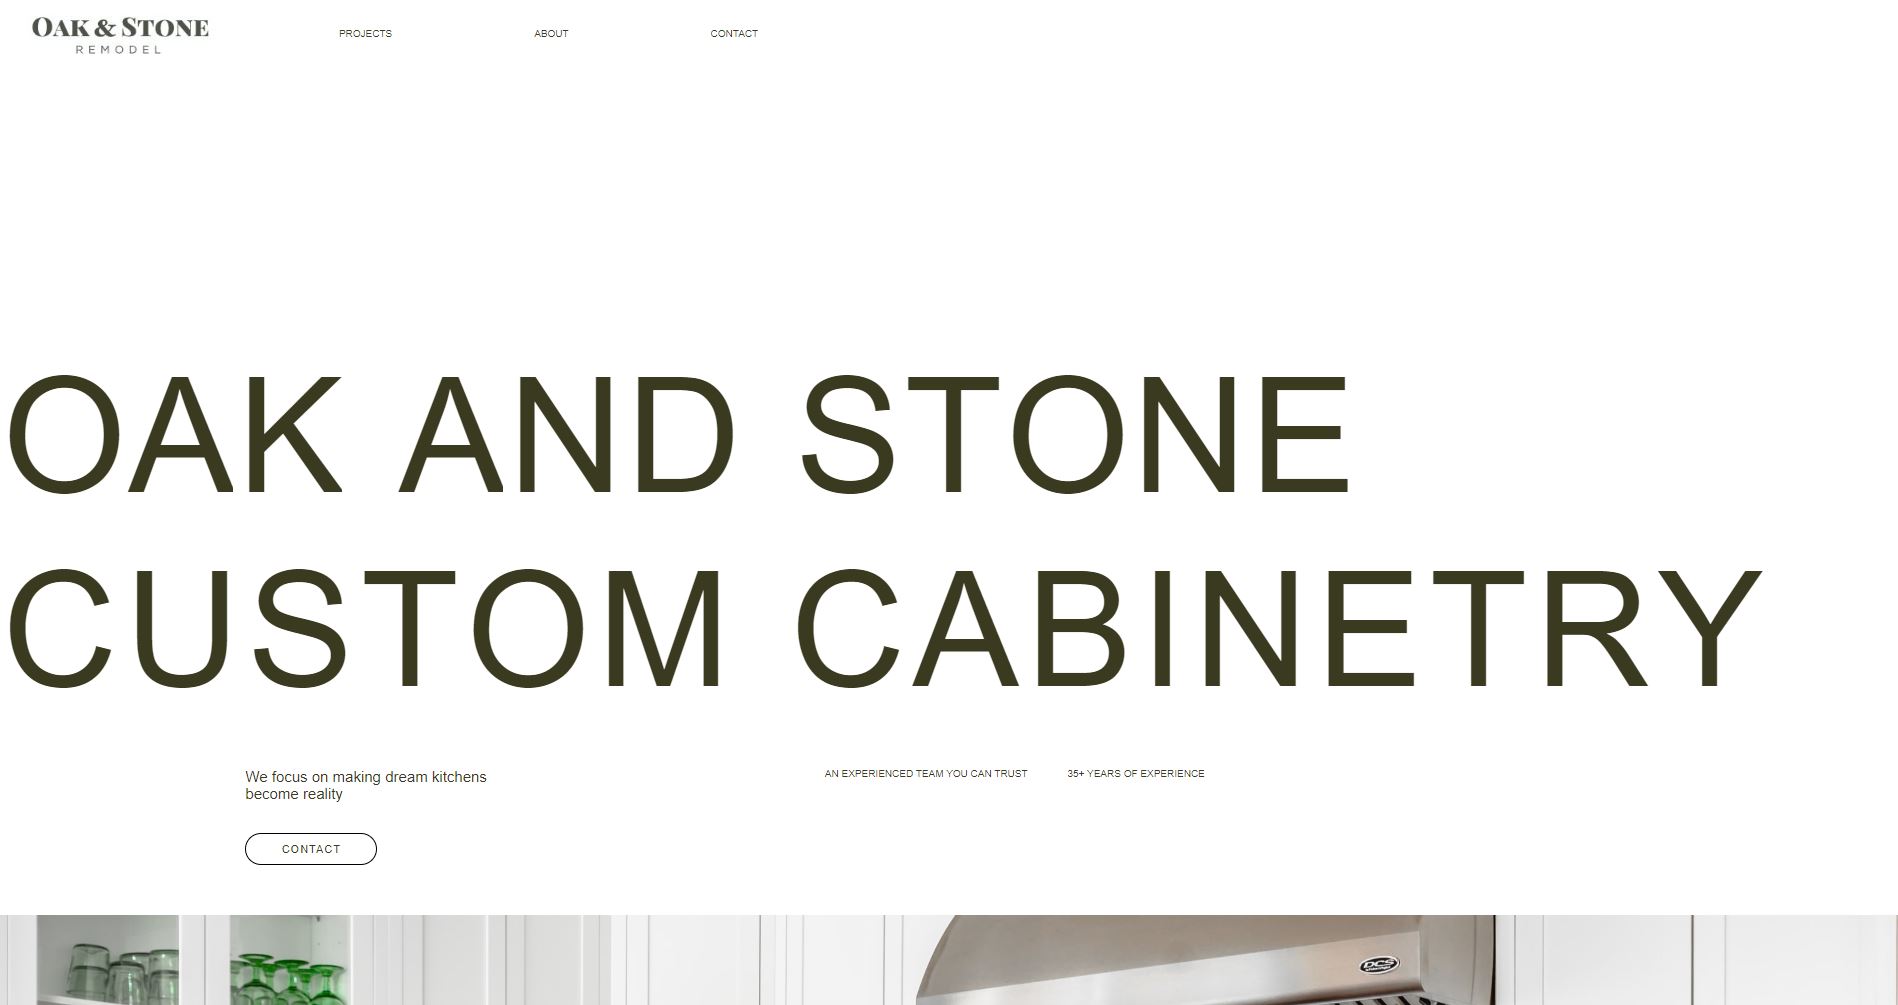 OAK & STONE
REMODEL
PROJECTS
ABOUT
CONTACT
OAK AND STONE
CUSTOM CABINETRY
We focus on making dream kitchens
become reality
AN EXPERIENCED TEAM YOU CAN TRUST
35+ YEARS OF EXPERIENCE
CONTACT
DCS